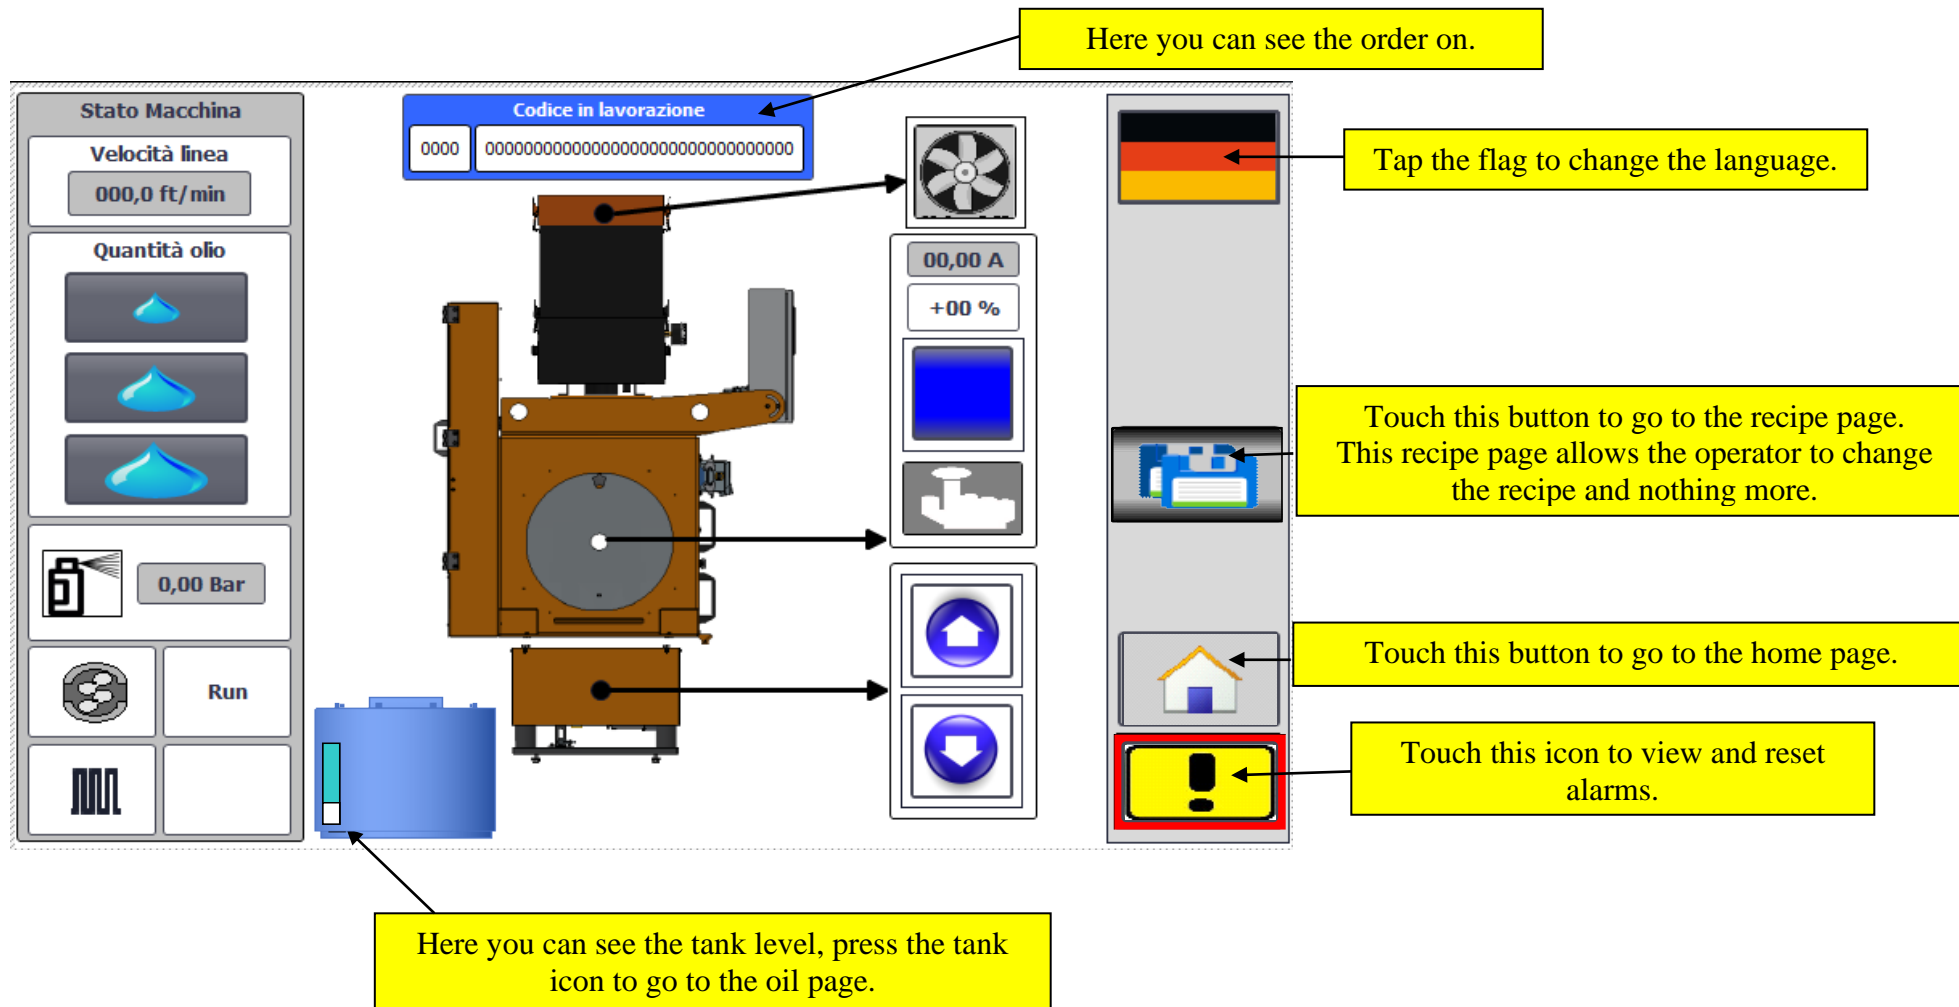 Here you can see the order on.
Stato Macchina
Velocità linea
000,0 ft/min
Quantità olio
0,00 Bar
Run
Codice in lavorazione
0000 00000000000000000000000000000000
00,00 A
+00 %
Tap the flag to change the language.
Touch this button to go to the recipe page.
This recipe page allows the operator to change
the recipe and nothing more.
Touch this button to go to the home page.
Touch this icon to view and reset
alarms.
Here you can see the tank level, press the tank
icon to go to the oil page.